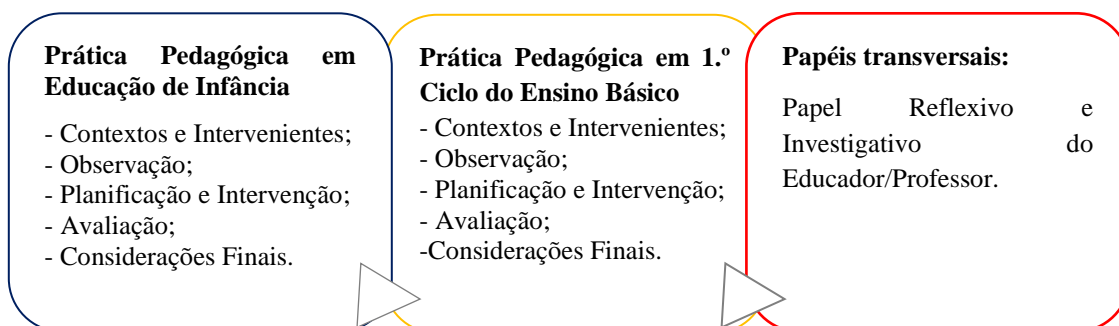 Prática Pedagógica em
Educação de Infância
- Contextos e Intervenientes;
- Observação;
- Planificação e Intervenção;
- Avaliação;
- Considerações Finais.
Prática Pedagógica em 1.º
Ciclo do Ensino Básico
- Contextos e Intervenientes;
- Observação;
- Planificação e Intervenção;
- Avaliação;
-Considerações Finais.
Papéis transversais:
Papel Reflexivo e
Investigativo do
Educador/Professor.